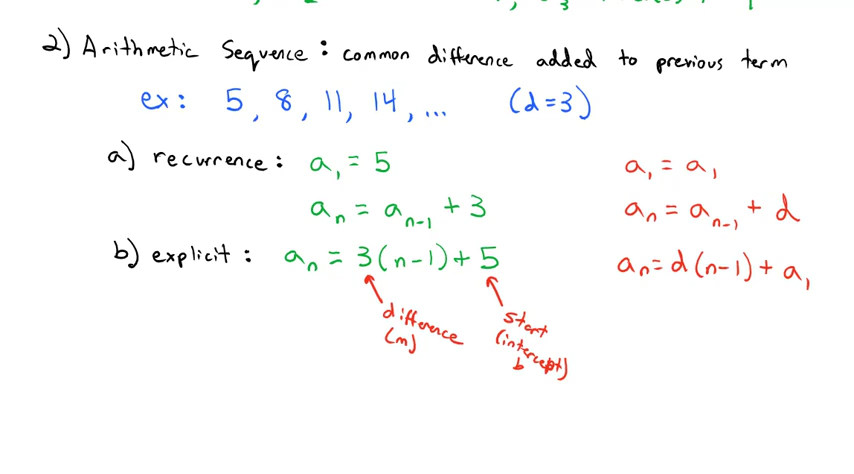 2) Arithmetic Sequence: common difference added to previous term
ex: 5, 8, 11, 14, ... (d=3)
a) recurrence: a₁ = 5 a₁ = a₁
aₙ = aₙ₋₁ + 3 aₙ = aₙ₋₁ + d
b) explicit: aₙ = 3(n-1) + 5 aₙ = d(n-1) + a₁
difference
(m)
start
(intercept)
b